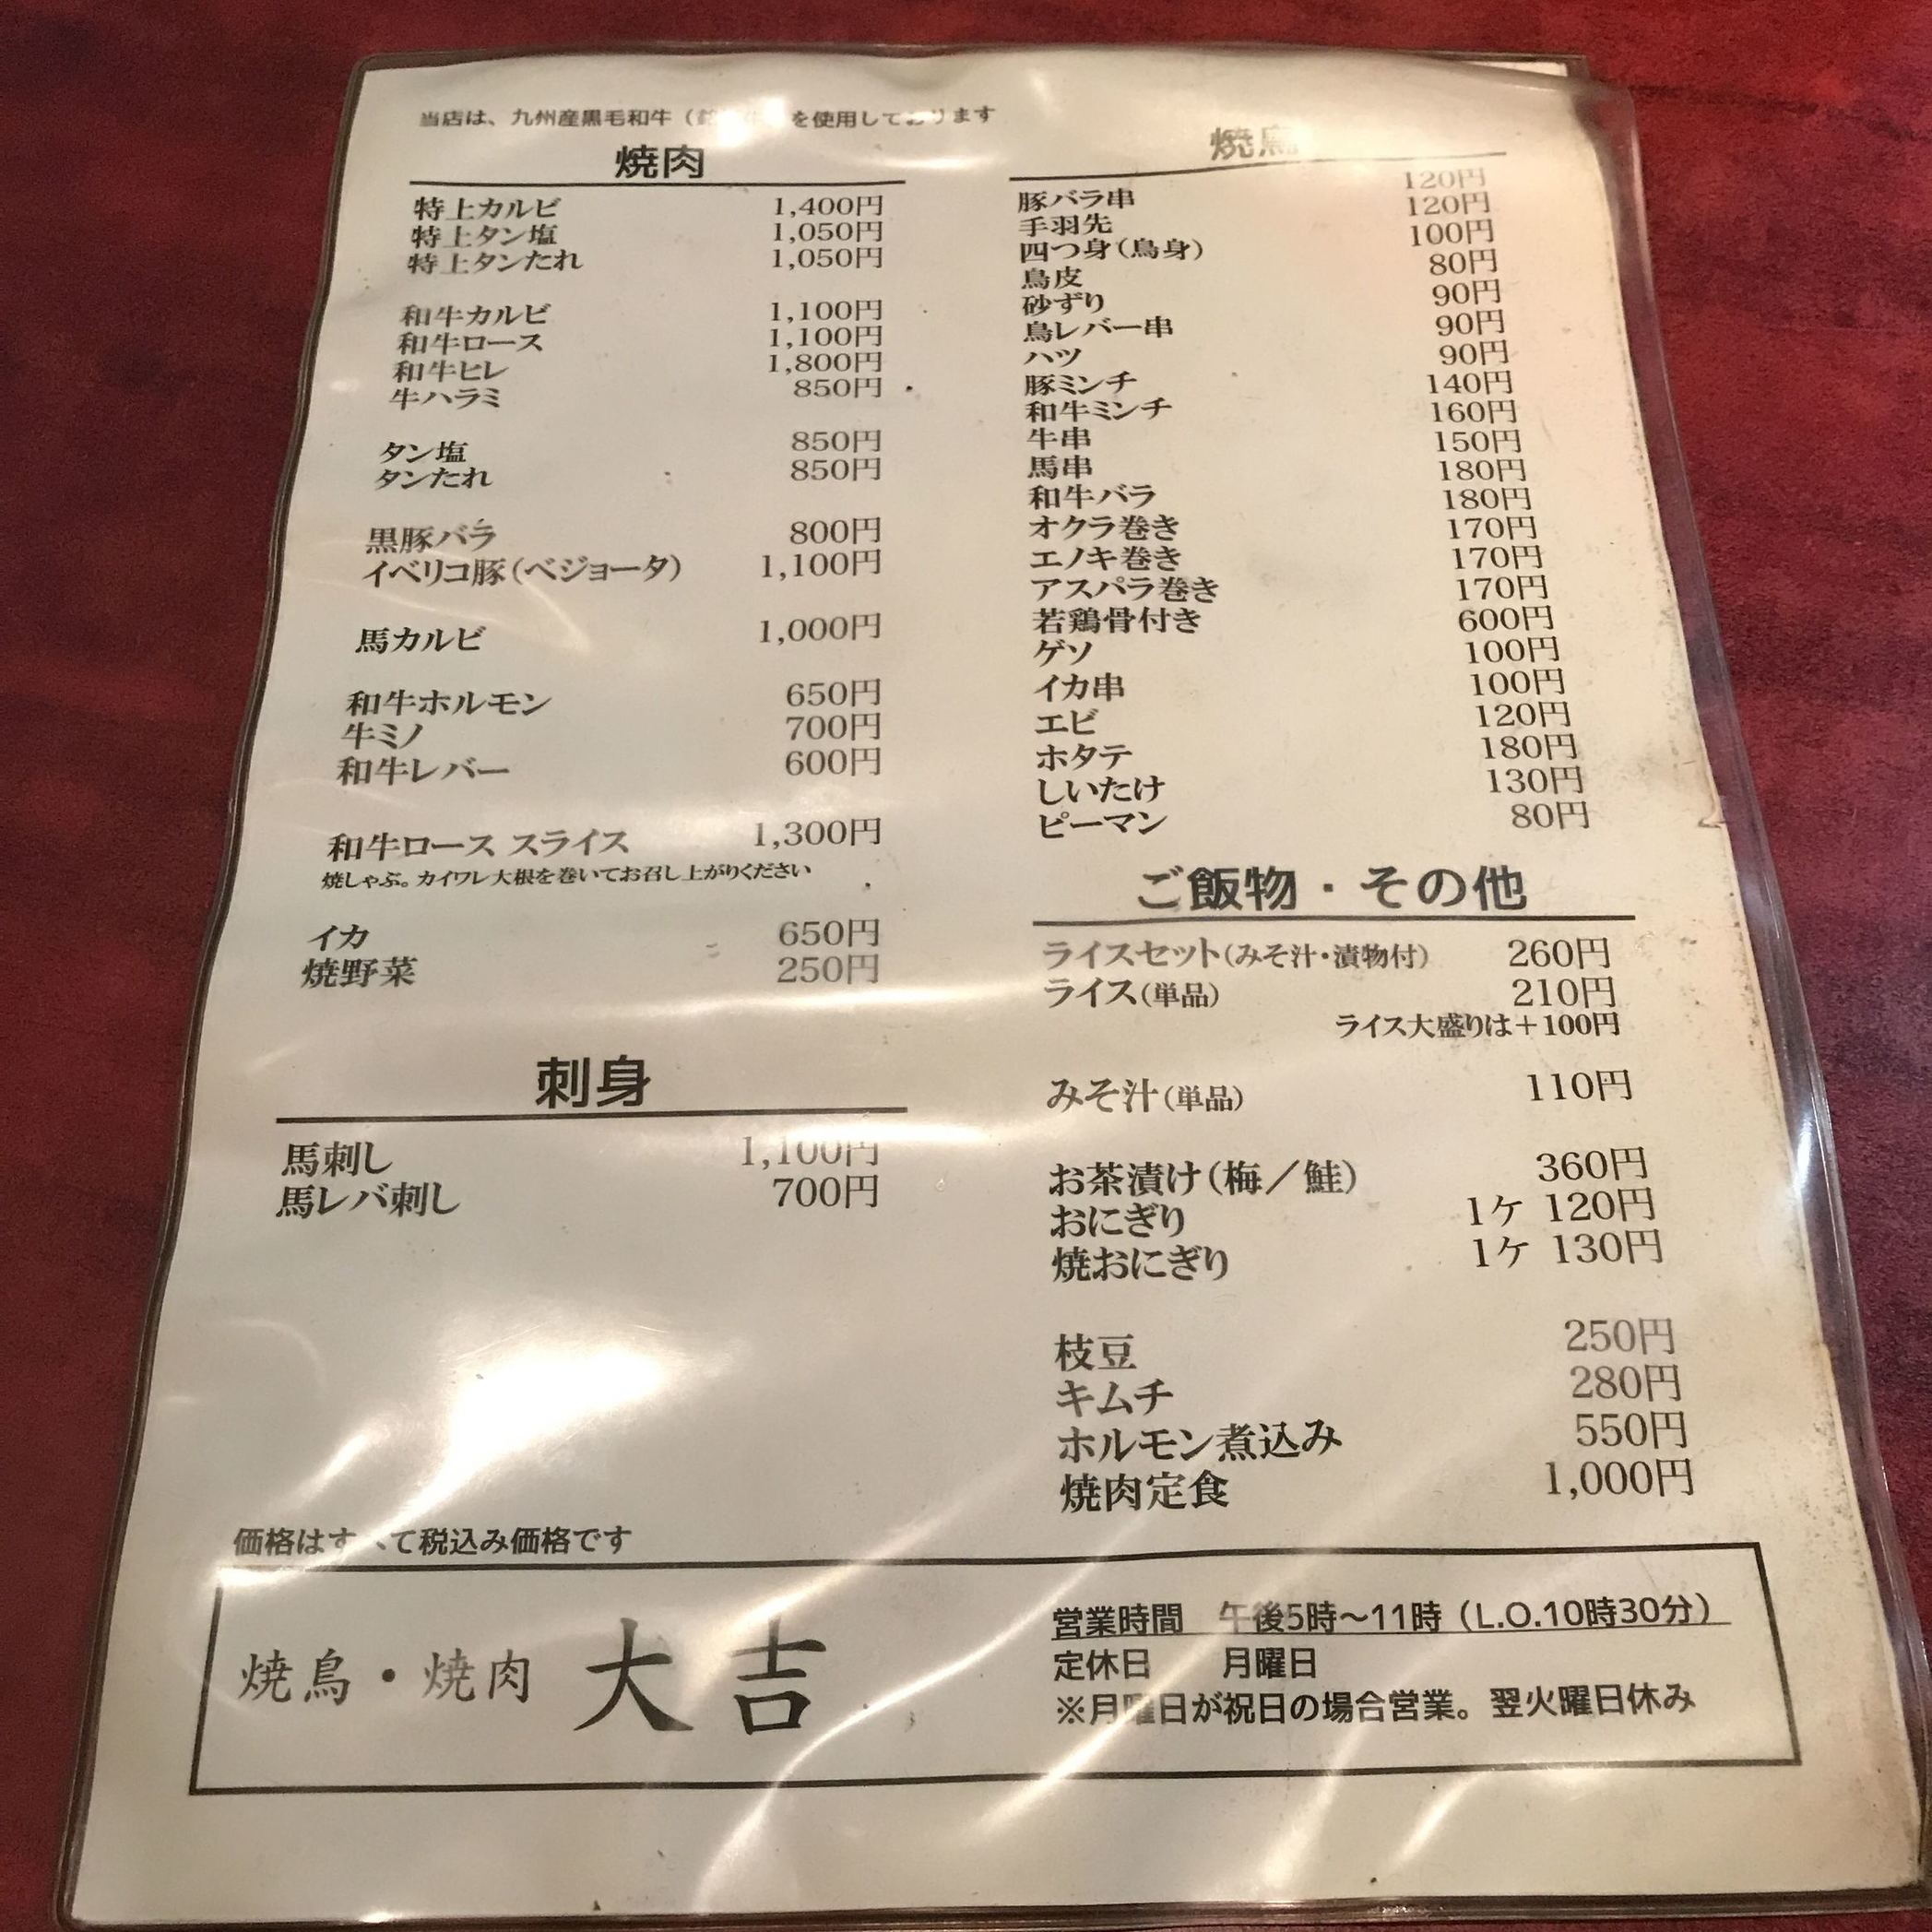 当店は、九州産黒毛和牛（を使用しております
焼肉
特上カルビ 1,400円
特上タン塩 1,050円
特上タンたれ 1,050円
和牛カルビ 1,100円
和牛ロース 1,100円
和牛ヒレ 1,800円
牛ハラミ 850円
タン塩 850円
タンたれ 850円
黒豚バラ 800円
イベリコ豚（ベジョータ） 1,100円
馬カルビ 1,000円
和牛ホルモン 650円
牛ミノ 700円
和牛レバー 600円
和牛ロース スライス 1,300円
焼しゃぶ。カイワレ大根を巻いてお召し上がりください
イカ 650円
焼野菜 250円
刺身
馬刺し 1,100円
馬レバ刺し 700円
焼鳥
豚バラ串 120円
手羽先 120円
四つ身（鳥身） 100円
鳥皮 80円
砂ずり 90円
鳥レバー串 90円
ハツ 90円
豚ミンチ 140円
和牛ミンチ 160円
牛串 150円
馬串 180円
和牛バラ 180円
オクラ巻き 170円
エノキ巻き 170円
アスパラ巻き 170円
若鶏骨付き 600円
ゲソ 100円
イカ串 100円
エビ 120円
ホタテ 180円
しいたけ 130円
ピーマン 80円
ご飯物・その他
ライスセット（みそ汁・漬物付） 260円
ライス（単品） 210円
ライス大盛りは＋100円
みそ汁（単品） 110円
お茶漬け（梅／鮭） 360円
おにぎり 1ケ 120円
焼おにぎり 1ケ 130円
枝豆 250円
キムチ 280円
ホルモン煮込み 550円
焼肉定食 1,000円
価格はすべて税込み価格です
焼鳥・焼肉 大吉
営業時間 午後5時〜11時（L.O.10時30分）
定休日 月曜日
※月曜日が祝日の場合営業。翌火曜日休み